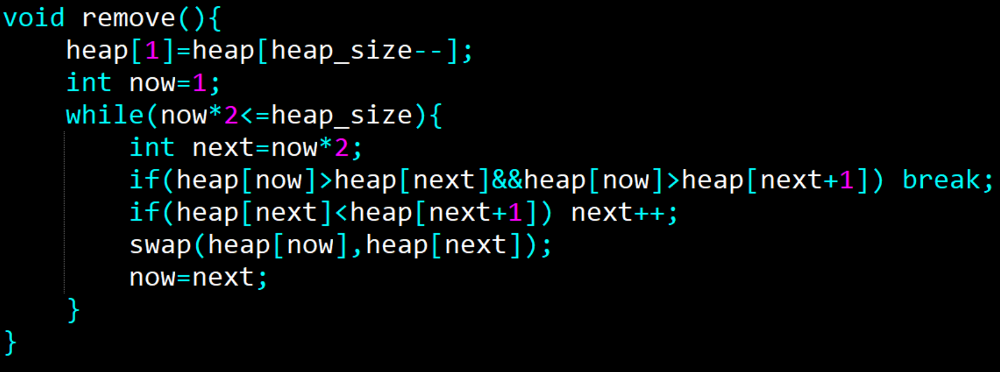 void remove(){
    heap[1]=heap[heap_size--];
    int now=1;
    while(now*2<=heap_size){
        int next=now*2;
        if(heap[now]>heap[next]&&heap[now]>heap[next+1]) break;
        if(heap[next]<heap[next+1]) next++;
        swap(heap[now],heap[next]);
        now=next;
    }
}